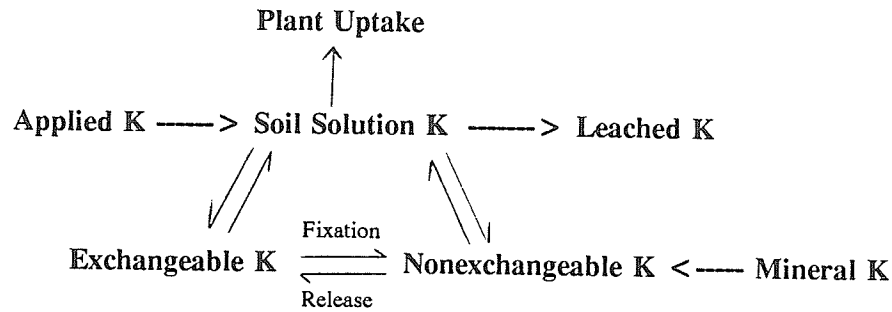 Plant Uptake
Applied K ----> Soil Solution K -----> Leached K
Fixation
Exchangeable K Nonexchangeable K <---- Mineral K
Release